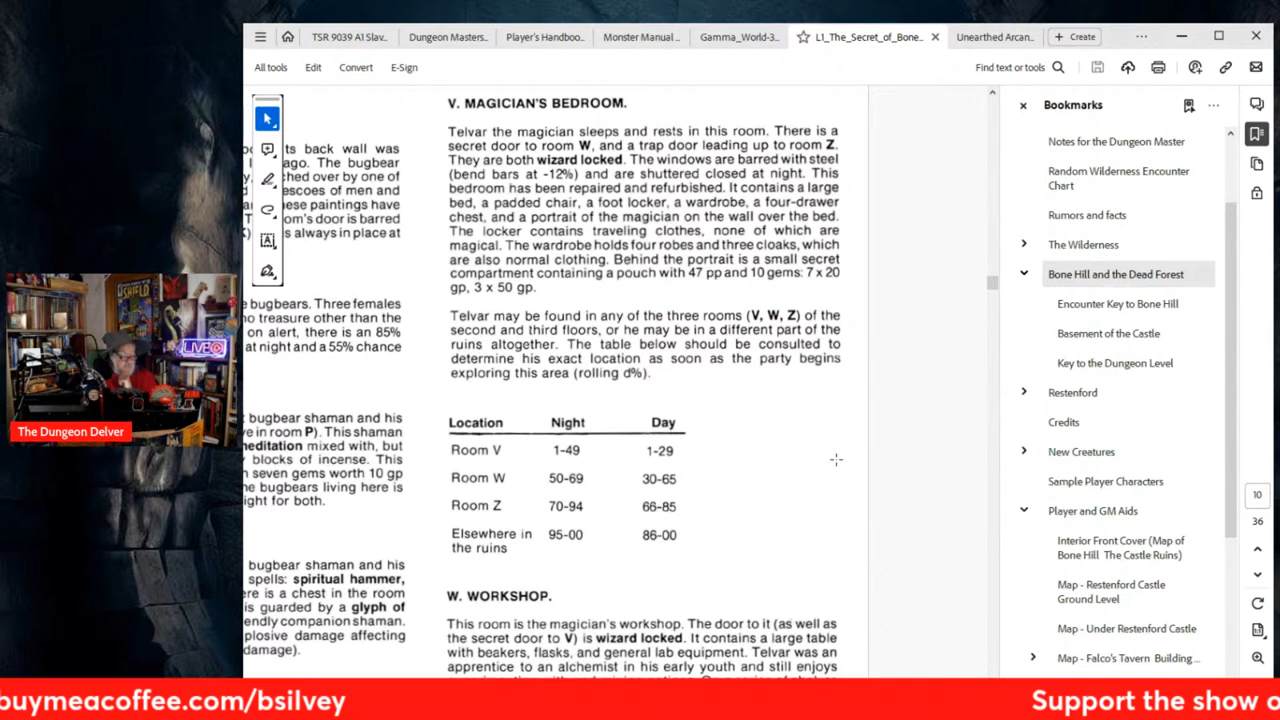 TSR 9039 A1 Slav..
Dungeon Masters..
Player's Handboo..
Monster Manual ...
Gamma_World-3...
L1_The_Secret_of_Bone..
Unearthed Arcan..
Create
All tools
Edit
Convert
E-Sign
Find text or tools
its back wall was
ago. The bugbear
ched over by one of
escoes of men and
ese paintings have
om's door is barred
is always in place at
e bugbears. Three females
o treasure other than the
on alert, there is an 85%
at night and a 55% chance
t bugbear shaman and his
ve in room P). This shaman
neditation mixed with, but
blocks of incense. This
n seven gems worth 10 gp
he bugbears living here is
ight for both.
bugbear shaman and his
spells: spiritual hammer,
ere is a chest in the room
is guarded by a glyph of
endly companion shaman.
plosive damage affecting
damage).
V. MAGICIAN'S BEDROOM.
Telvar the magician sleeps and rests in this room. There is a
secret door to room W, and a trap door leading up to room Z.
They are both wizard locked. The windows are barred with steel
(bend bars at -12%) and are shuttered closed at night. This
bedroom has been repaired and refurbished. It contains a large
bed, a padded chair, a foot locker, a wardrobe, a four-drawer
chest, and a portrait of the magician on the wall over the bed.
The locker contains traveling clothes, none of which are
magical. The wardrobe holds four robes and three cloaks, which
are also normal clothing. Behind the portrait is a small secret
compartment containing a pouch with 47 pp and 10 gems: 7 x 20
gp, 3 x 50 gp.
Telvar may be found in any of the three rooms (V, W, Z) of the
second and third floors, or he may be in a different part of the
ruins altogether. The table below should be consulted to
determine his exact location as soon as the party begins
exploring this area (rolling d%).
Location Night Day
Room V 1-49 1-29
Room W 50-69 30-65
Room Z 70-94 66-85
Elsewhere in 95-00 86-00
the ruins
W. WORKSHOP.
This room is the magician's workshop. The door to it (as well as
the secret door to V) is wizard locked. It contains a large table
with beakers, flasks, and general lab equipment. Telvar was an
apprentice to an alchemist in his early youth and still enjoys
Bookmarks
Notes for the Dungeon Master
Random Wilderness Encounter
Chart
Rumors and facts
The Wilderness
Bone Hill and the Dead Forest
Encounter Key to Bone Hill
Basement of the Castle
Key to the Dungeon Level
Restenford
Credits
New Creatures
Sample Player Characters
Player and GM Aids
Interior Front Cover (Map of
Bone Hill The Castle Ruins)
Map - Restenford Castle
Ground Level
Map - Under Restenford Castle
Map - Falco's Tavern Building ...
10
36
SHIELD
LIVE
The Dungeon Delver
buymeacoffee.com/bsilvey
Support the show o